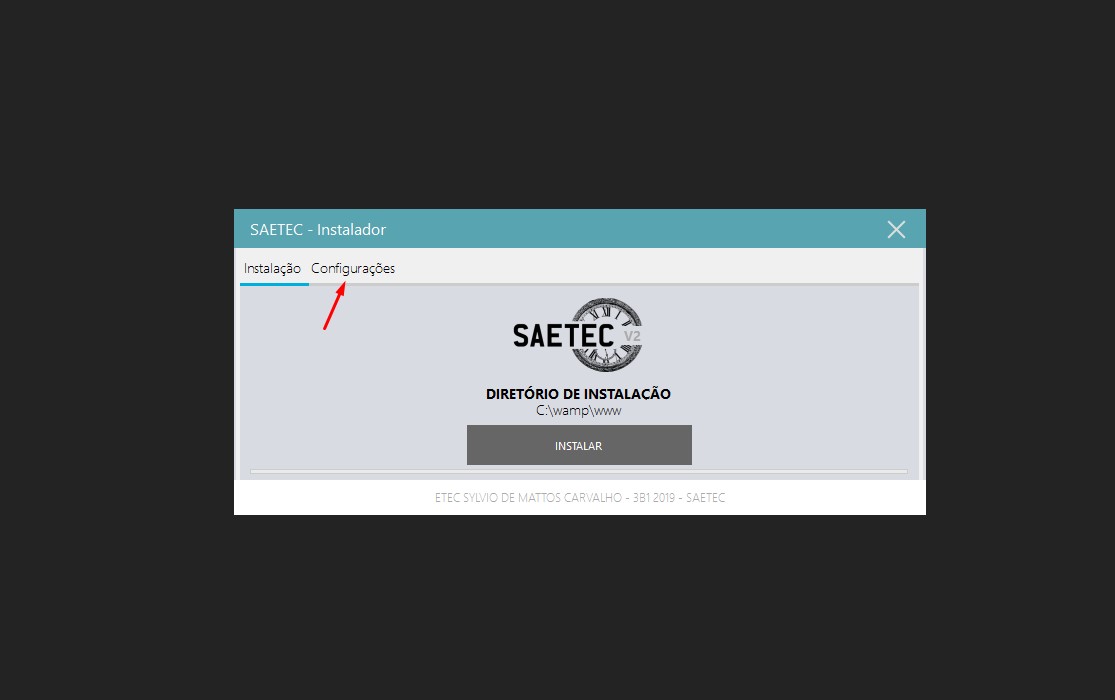 SAETEC - Instalador
Instalação Configurações
SAETEC V2
DIRETÓRIO DE INSTALAÇÃO
C:\wamp\www
INSTALAR
ETEC SYLVIO DE MATTOS CARVALHO - 3B1 2019 - SAETEC